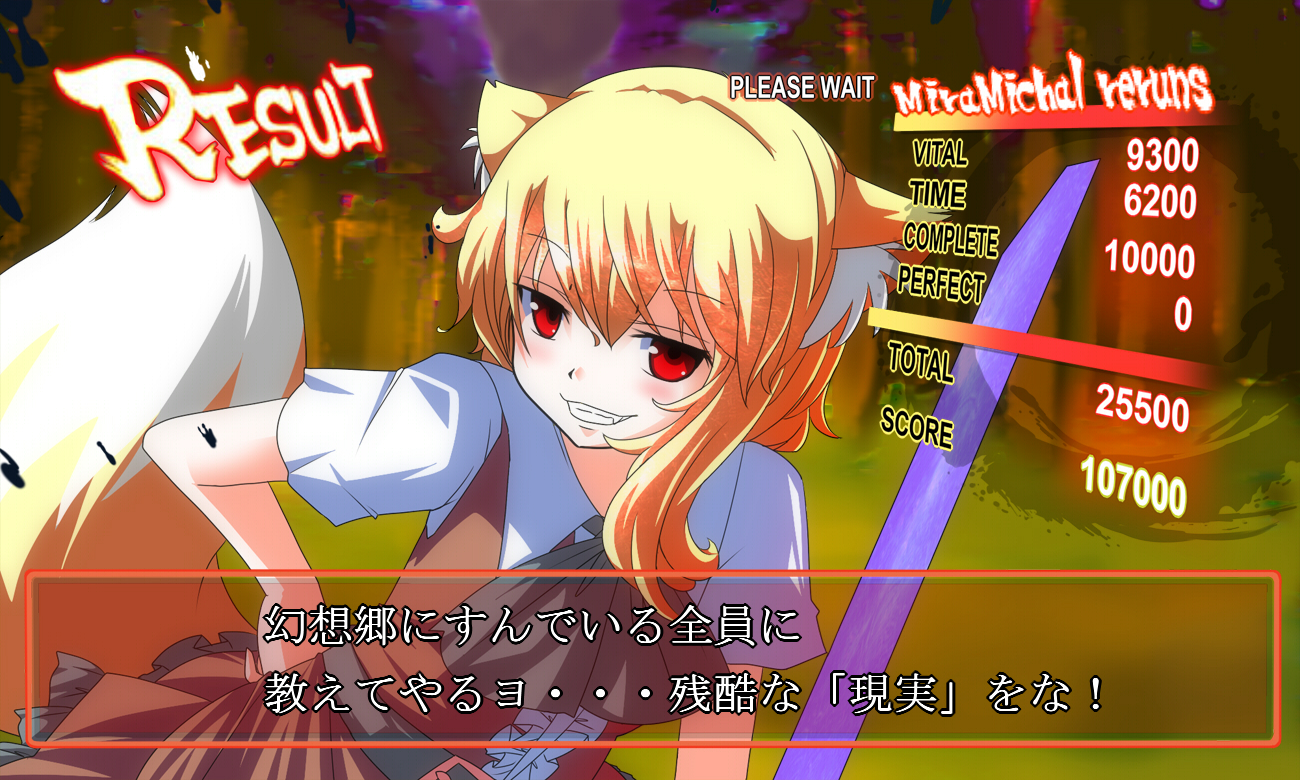 RESULT
PLEASE WAIT
MiraMichal reruns
VITAL 9300
TIME 6200
COMPLETE 10000
PERFECT 0
TOTAL 25500
SCORE 107000
幻想郷にすんでいる全員に
教えてやるヨ・・・残酷な「現実」をな！